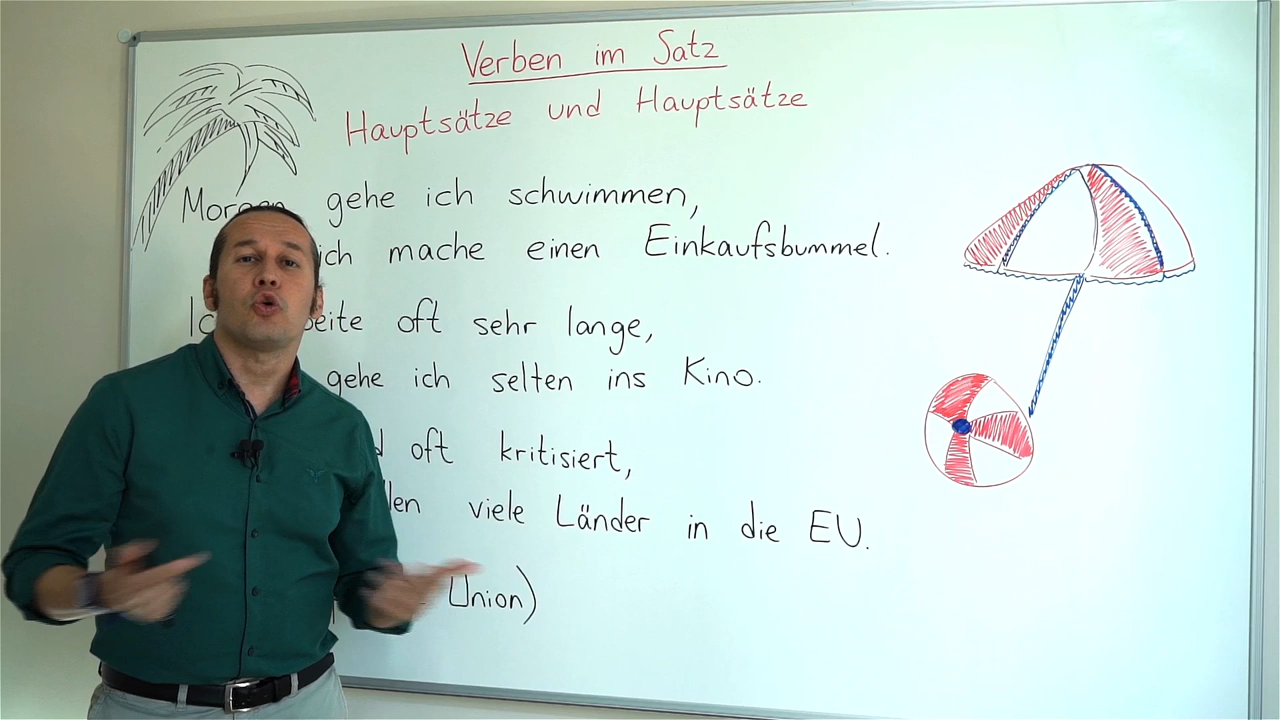 Verben im Satz
Hauptsätze und Hauptsätze
Morgen gehe ich schwimmen,
ich mache einen Einkaufsbummel.
oft sehr lange,
gehe ich selten ins Kino.
oft kritisiert,
viele Länder in die EU.
Union)